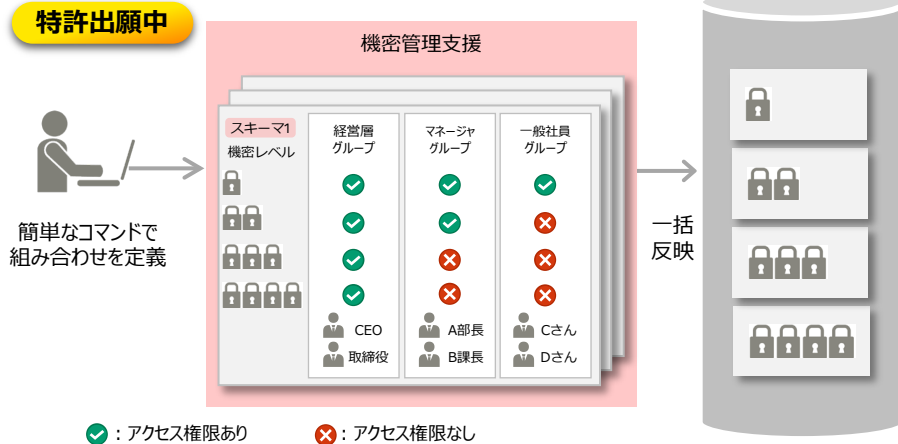 特許出願中
機密管理支援
スキーマ1
機密レベル
経営層
グループ
マネージャ
グループ
一般社員
グループ
CEO
取締役
A部長
B課長
Cさん
Dさん
簡単なコマンドで
組み合わせを定義
一括
反映
：アクセス権限あり
：アクセス権限なし